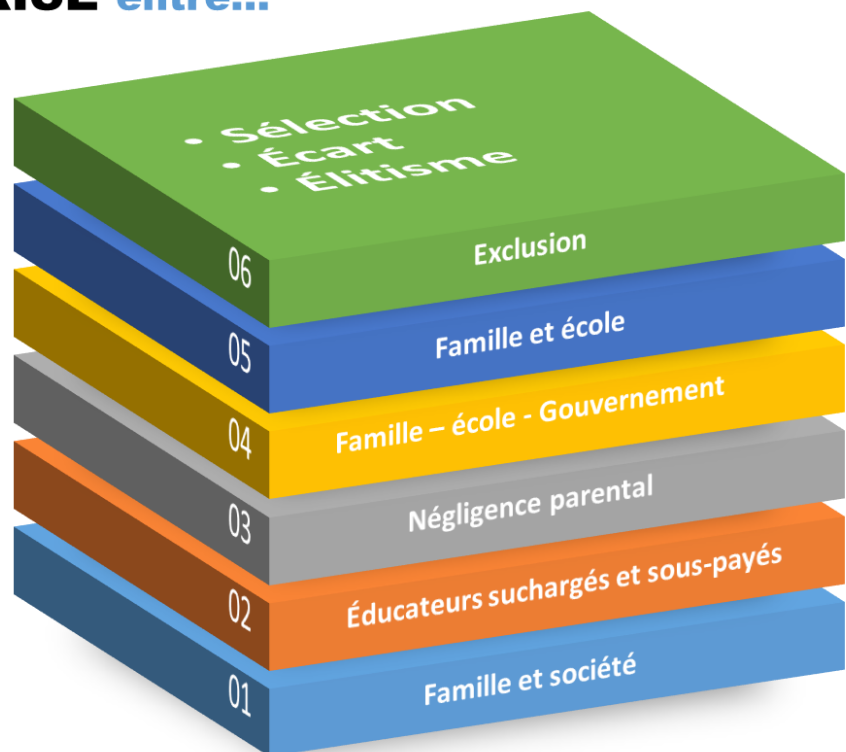 entre...
• Sélection
• Écart
• Élitisme
06 Exclusion
05 Famille et école
04 Famille – école - Gouvernement
03 Négligence parental
02 Éducateurs suchargés et sous-payés
01 Famille et société